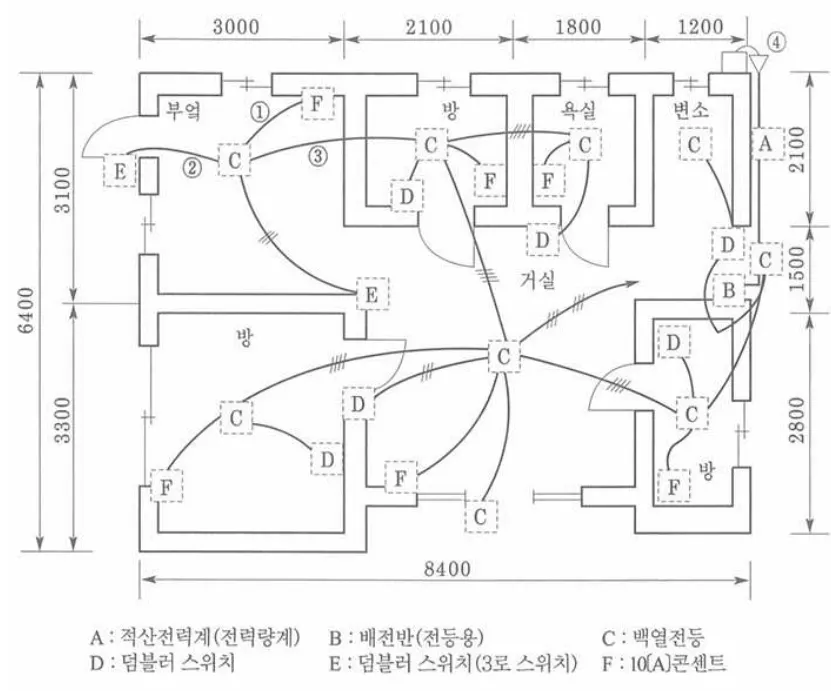 3000 2100 1800 1200 ④
부엌 ① F 방 욕실 변소
E ② C ③ C C C A
D F F
D
D C
거실
E B
6400 3100 3300
2100 1500 2800
방
C D
C D C
F D F C F 방
8400
A : 적산전력계(전력량계) B : 배전반(전등용) C : 백열전등
D : 덤블러 스위치 E : 덤블러 스위치(3로 스위치) F : 10[A]콘센트